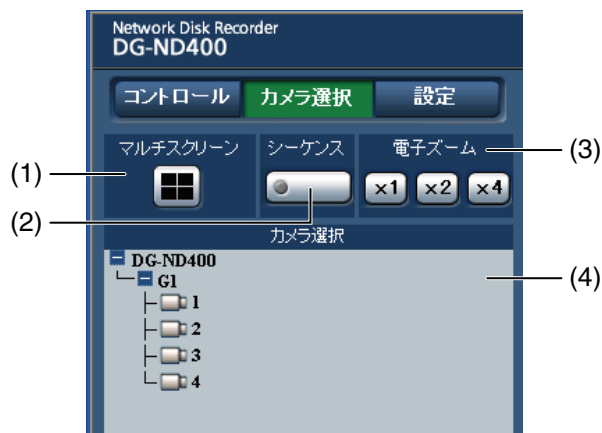 Network Disk Recorder
DG-ND400
コントロール カメラ選択 設定
マルチスクリーン シーケンス 電子ズーム (3)
(1)
×1 ×2 ×4
(2)
カメラ選択
DG-ND400 (4)
G1
1
2
3
4